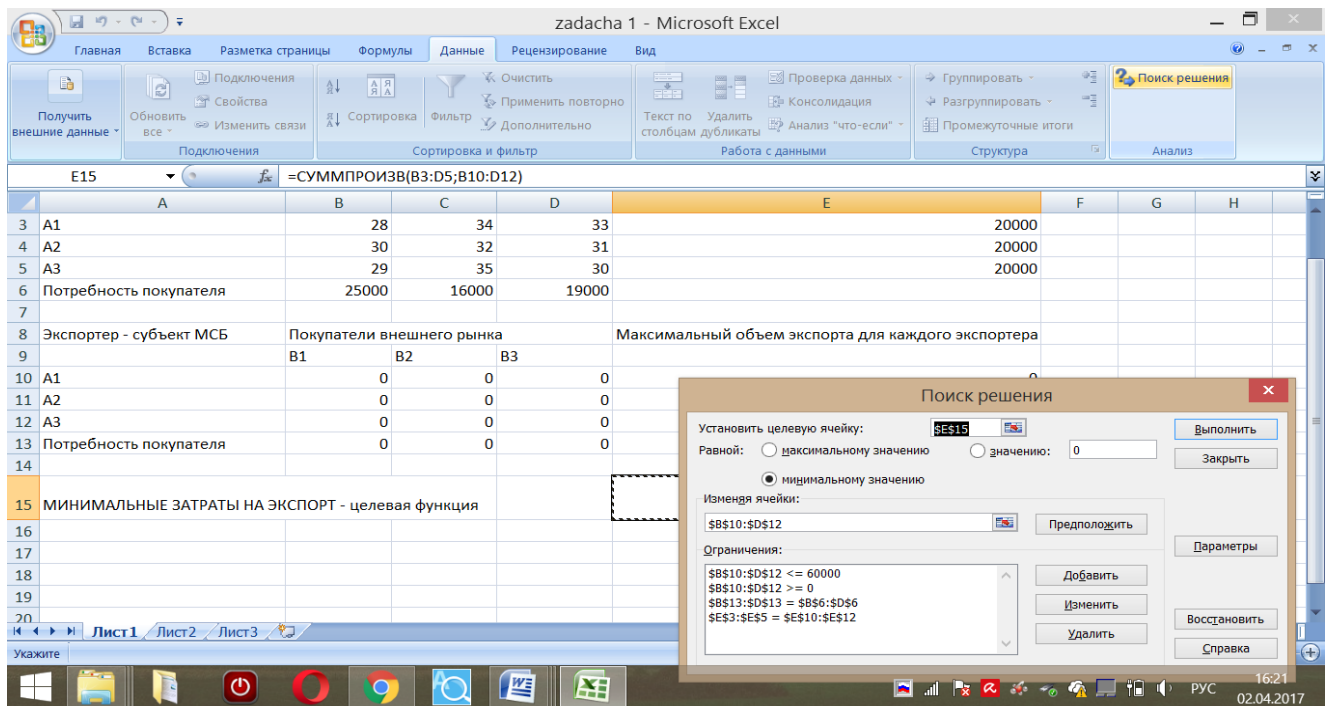 zadacha 1 - Microsoft Excel
Главная Вставка Разметка страницы Формулы Данные Рецензирование Вид
Получить внешние данные
Обновить все
Подключения
Свойства
Изменить связи
Подключения
А Я
Я А
Сортировка
Фильтр
Очистить
Применить повторно
Дополнительно
Сортировка и фильтр
Текст по столбцам
Удалить дубликаты
Проверка данных
Консолидация
Анализ "что-если"
Работа с данными
Группировать
Разгруппировать
Промежуточные итоги
Структура
Поиск решения
Анализ
E15 fx =СУММПРОИЗВ(B3:D5;B10:D12)
A B C D E F G H
3 A1 28 34 33 20000
4 A2 30 32 31 20000
5 A3 29 35 30 20000
6 Потребность покупателя 25000 16000 19000
7
8 Экспортер - субъект МСБ Покупатели внешнего рынка Максимальный объем экспорта для каждого экспортера
9 B1 B2 B3
10 A1 0 0 0 0
11 A2 0 0 0
12 A3 0 0 0
13 Потребность покупателя 0 0 0
14
15 МИНИМАЛЬНЫЕ ЗАТРАТЫ НА ЭКСПОРТ - целевая функция
16
17
18
19
20
Поиск решения
Установить целевую ячейку: $E$15
Равной: максимальному значению значению: 0
минимальному значению
Изменяя ячейки:
$B$10:$D$12
Предположить
Ограничения:
$B$10:$D$12 <= 60000
$B$10:$D$12 >= 0
$B$13:$D$13 = $B$6:$D$6
$E$3:$E$5 = $E$10:$E$12
Добавить
Изменить
Удалить
Выполнить
Закрыть
Параметры
Восстановить
Справка
Лист1 Лист2 Лист3
Укажите
РУС
16:21
02.04.2017